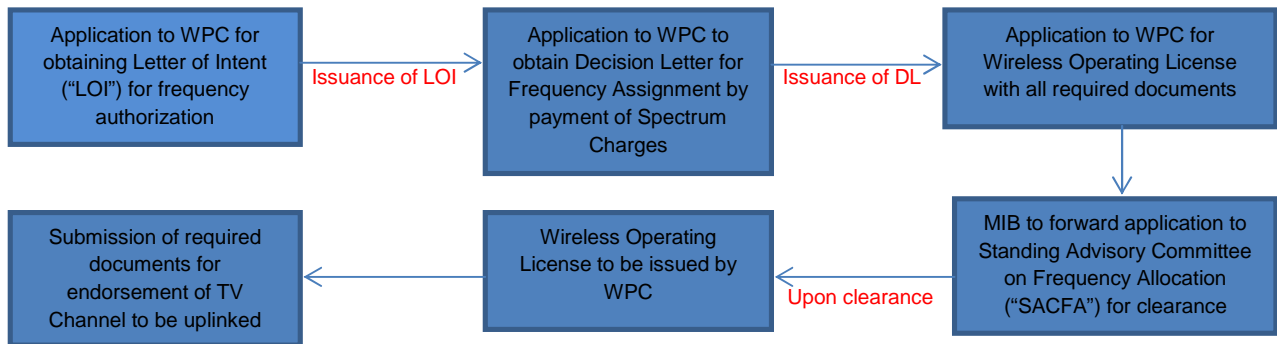 Application to WPC for
obtaining Letter of Intent
(“LOI”) for frequency
authorization
Issuance of LOI
Application to WPC to
obtain Decision Letter for
Frequency Assignment by
payment of Spectrum
Charges
Issuance of DL
Application to WPC for
Wireless Operating License
with all required documents
MIB to forward application to
Standing Advisory Committee
on Frequency Allocation
(“SACFA”) for clearance
Upon clearance
Wireless Operating
License to be issued by
WPC
Submission of required
documents for
endorsement of TV
Channel to be uplinked